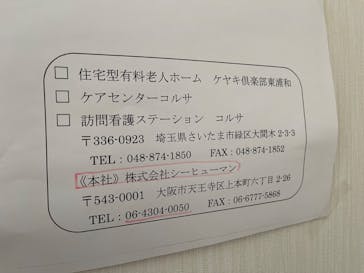 □ 住宅型有料老人ホーム　ケヤキ倶楽部東浦和
□ ケアセンターコルサ
□ 訪問看護ステーション　コルサ
〒336-0923　埼玉県さいたま市緑区大間木2-3-3
TEL：048-874-1850　FAX：048-874-1852
《本社》株式会社シーヒューマン
〒543-0001　大阪市天王寺区上本町六丁目2-26
TEL：06-4304-0050　FAX：06-6777-5868